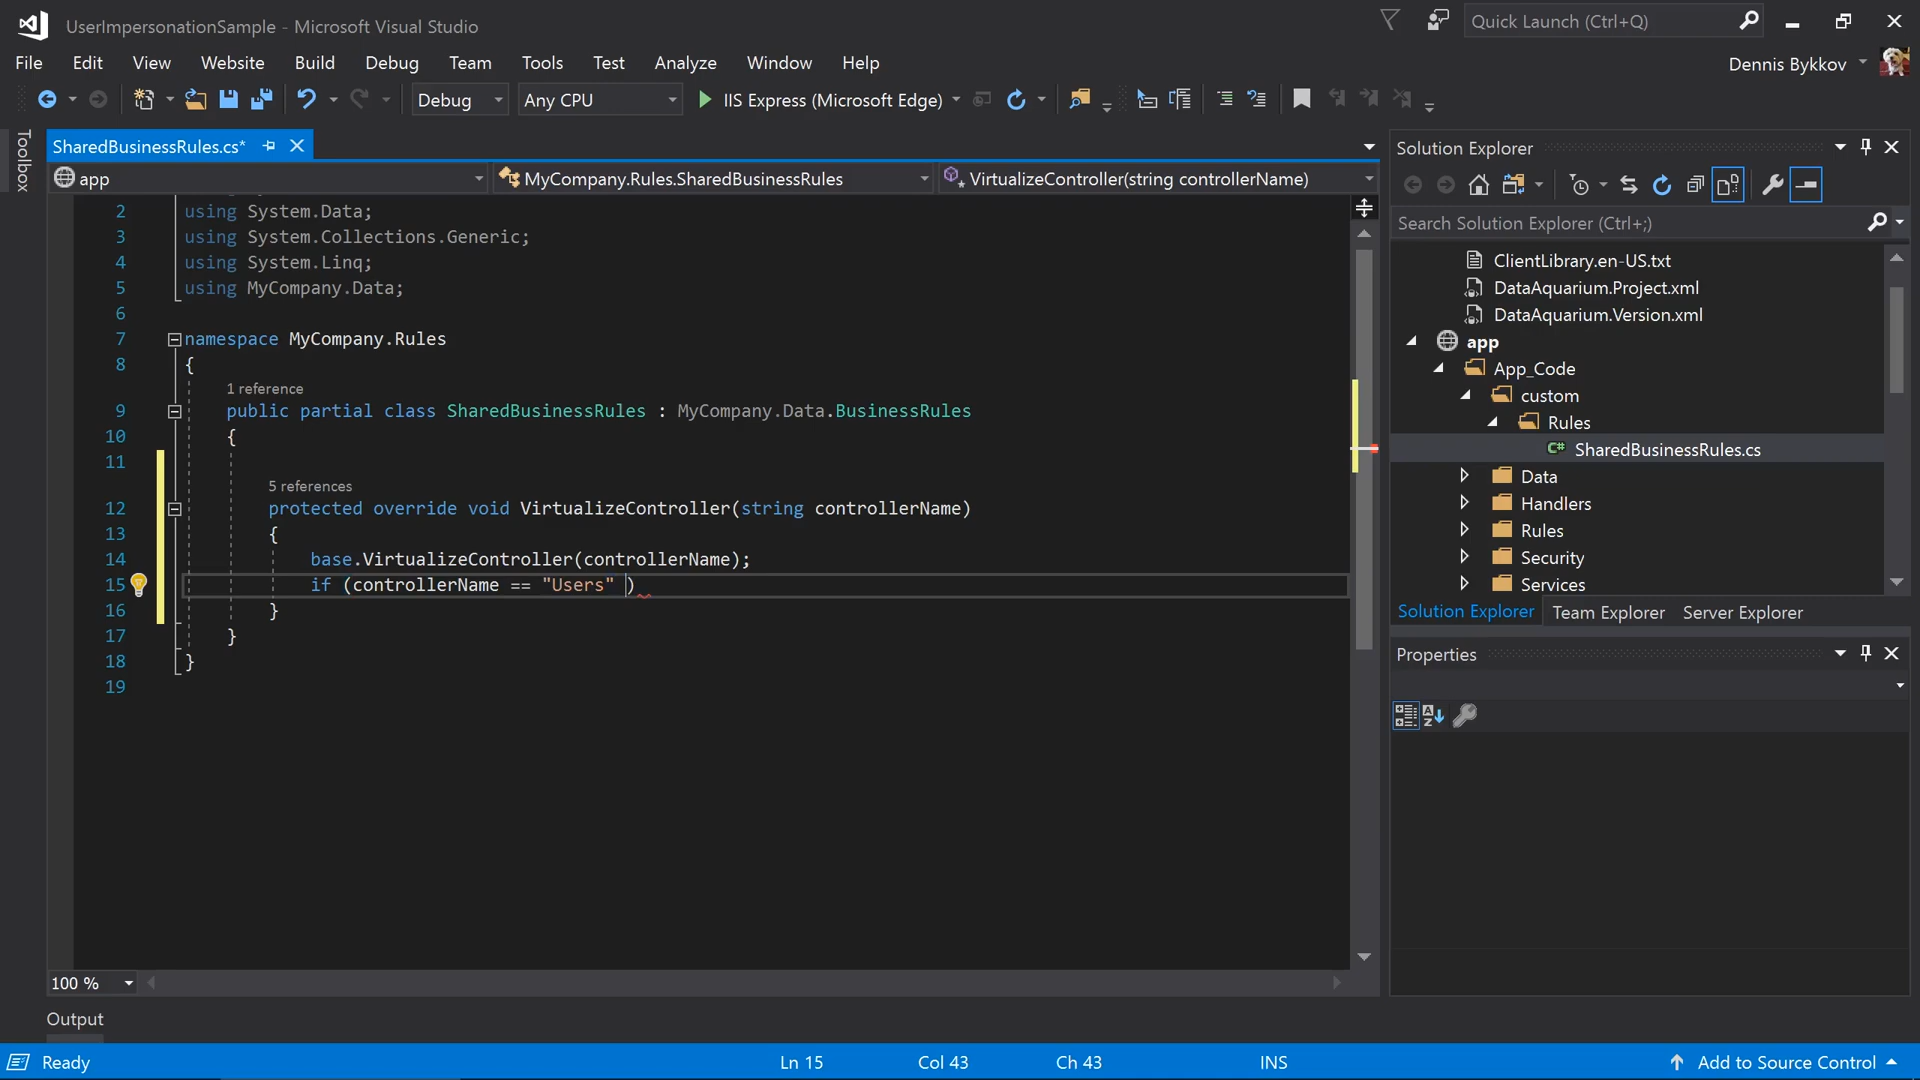 UserImpersonationSample - Microsoft Visual Studio
Quick Launch (Ctrl+Q)
File Edit View Website Build Debug Team Tools Test Analyze Window Help
Dennis Bykkov
Debug Any CPU IIS Express (Microsoft Edge)
Toolbox
SharedBusinessRules.cs*
app MyCompany.Rules.SharedBusinessRules VirtualizeController(string controllerName)
2 using System.Data;
3 using System.Collections.Generic;
4 using System.Linq;
5 using MyCompany.Data;
6
7 namespace MyCompany.Rules
8 {
1 reference
9 public partial class SharedBusinessRules : MyCompany.Data.BusinessRules
10 {
11
5 references
12 protected override void VirtualizeController(string controllerName)
13 {
14 base.VirtualizeController(controllerName);
15 if (controllerName == "Users" )
16 }
17 }
18 }
19
100 %
Output
Solution Explorer
Search Solution Explorer (Ctrl+;)
ClientLibrary.en-US.txt
DataAquarium.Project.xml
DataAquarium.Version.xml
app
App_Code
custom
Rules
C# SharedBusinessRules.cs
Data
Handlers
Rules
Security
Services
Solution Explorer Team Explorer Server Explorer
Properties
Ready Ln 15 Col 43 Ch 43 INS Add to Source Control